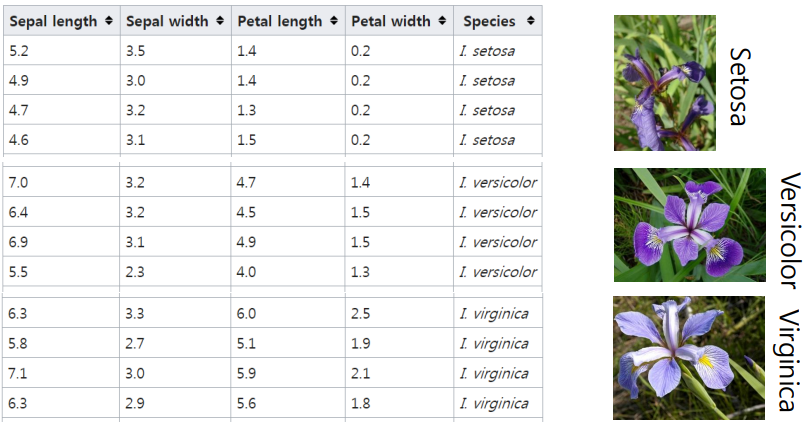 Sepal length Sepal width Petal length Petal width Species
5.2 3.5 1.4 0.2 I. setosa
4.9 3.0 1.4 0.2 I. setosa
4.7 3.2 1.3 0.2 I. setosa
4.6 3.1 1.5 0.2 I. setosa
7.0 3.2 4.7 1.4 I. versicolor
6.4 3.2 4.5 1.5 I. versicolor
6.9 3.1 4.9 1.5 I. versicolor
5.5 2.3 4.0 1.3 I. versicolor
6.3 3.3 6.0 2.5 I. virginica
5.8 2.7 5.1 1.9 I. virginica
7.1 3.0 5.9 2.1 I. virginica
6.3 2.9 5.6 1.8 I. virginica
Setosa
Versicolor
Virginica